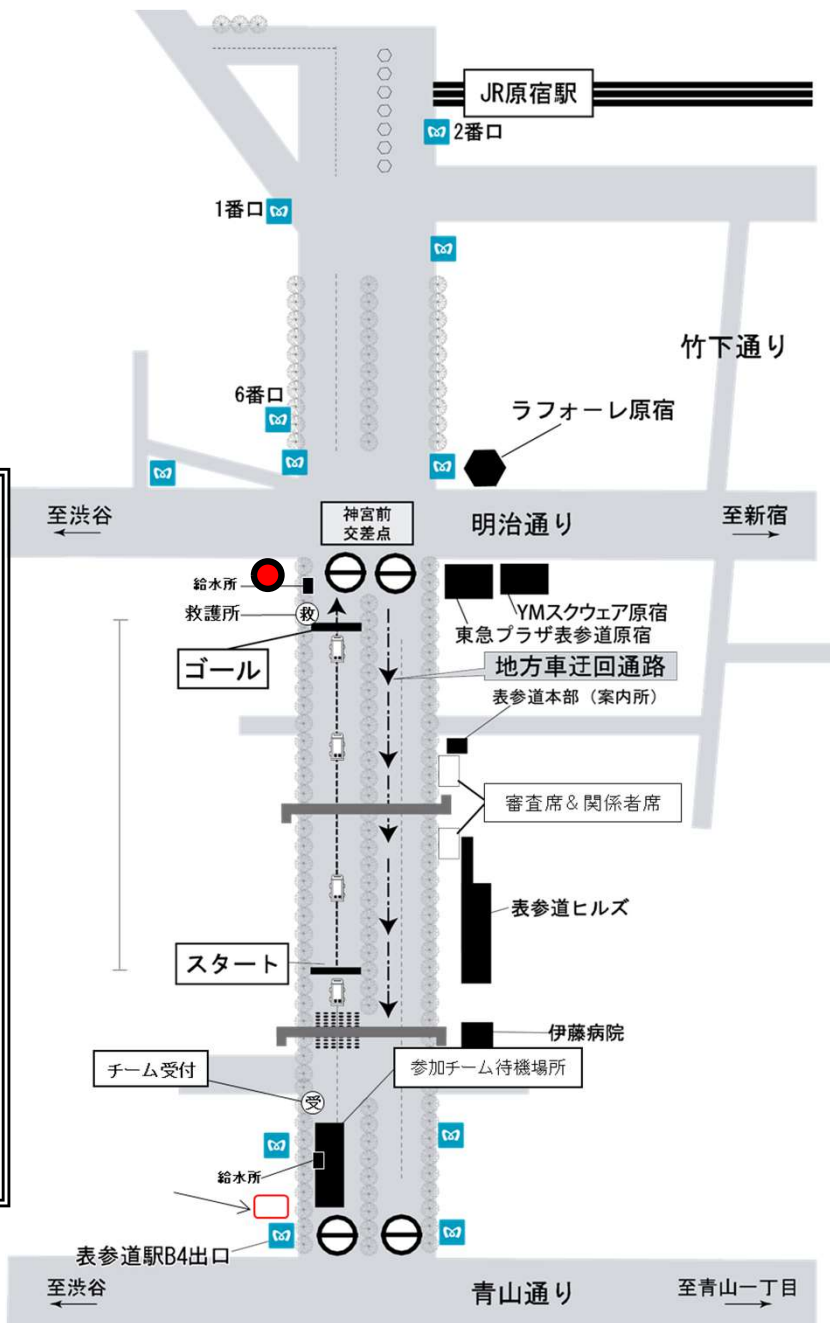 JR原宿駅
2番口
1番口
竹下通り
6番口
ラフォーレ原宿
至渋谷
神宮前
交差点
明治通り
至新宿
給水所
YMスクウェア原宿
救護所
救
東急プラザ表参道原宿
ゴール
地方車迂回通路
表参道本部（案内所）
審査席＆関係者席
表参道ヒルズ
スタート
伊藤病院
チーム受付
参加チーム待機場所
受
給水所
表参道駅B4出口
至渋谷
青山通り
至青山一丁目